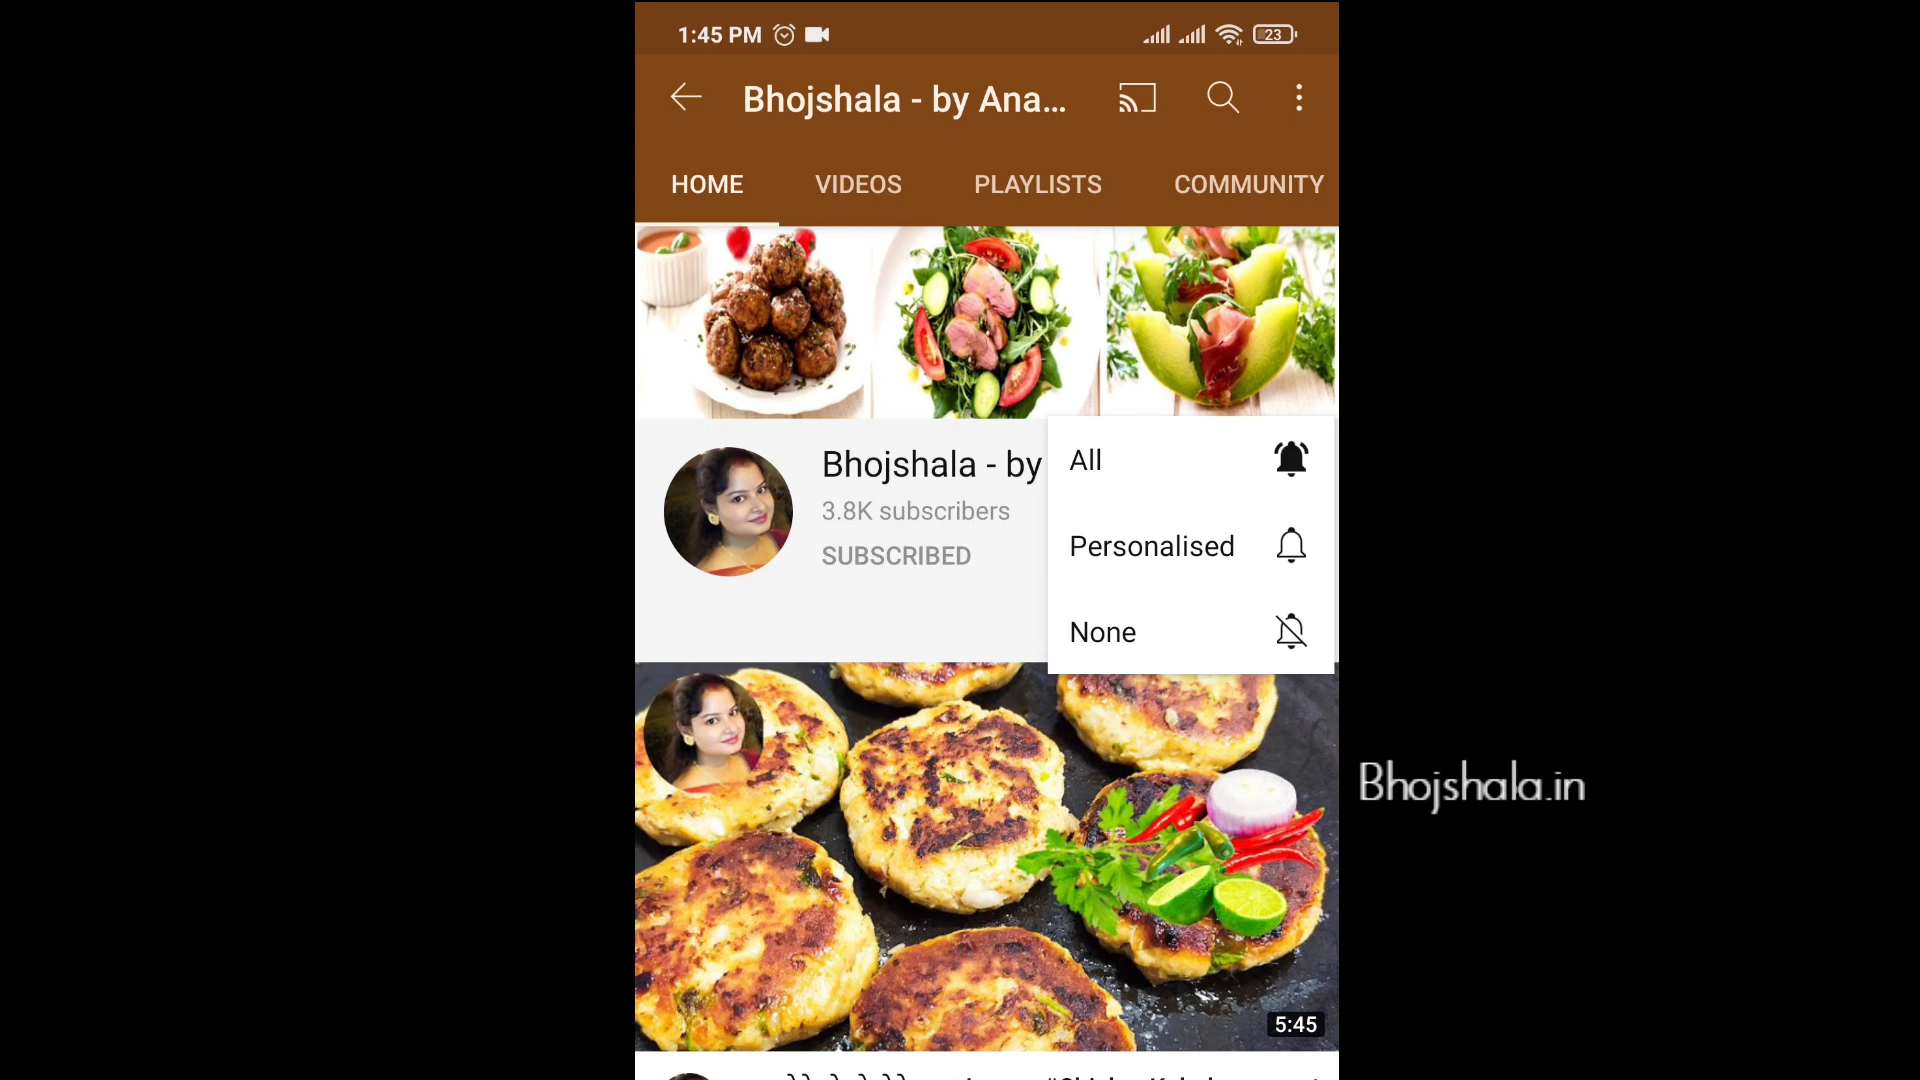 1:45 PM
23
Bhojshala - by Ana...
HOME VIDEOS PLAYLISTS COMMUNITY
Bhojshala - by
3.8K subscribers
SUBSCRIBED
All
Personalised
None
Bhojshala.in
5:45